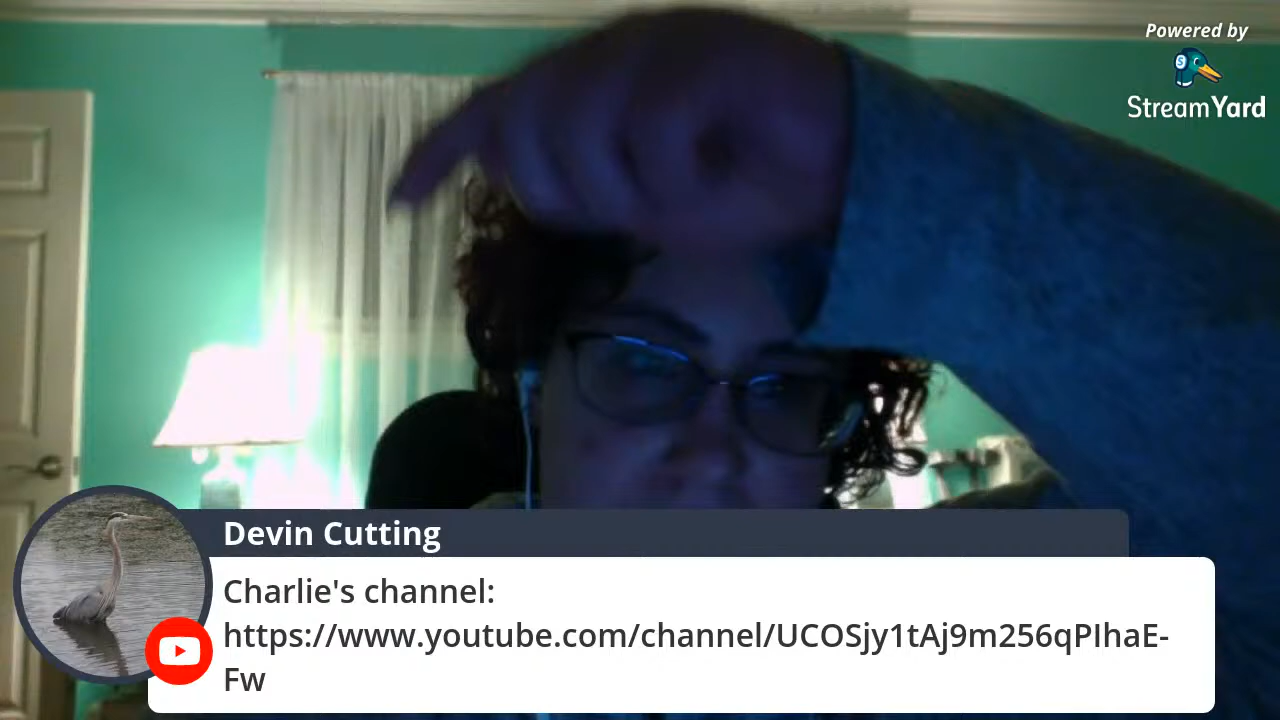 Powered by
StreamYard
Devin Cutting
Charlie's channel:
https://www.youtube.com/channel/UCOSjy1tAj9m256qPIhaE-
Fw